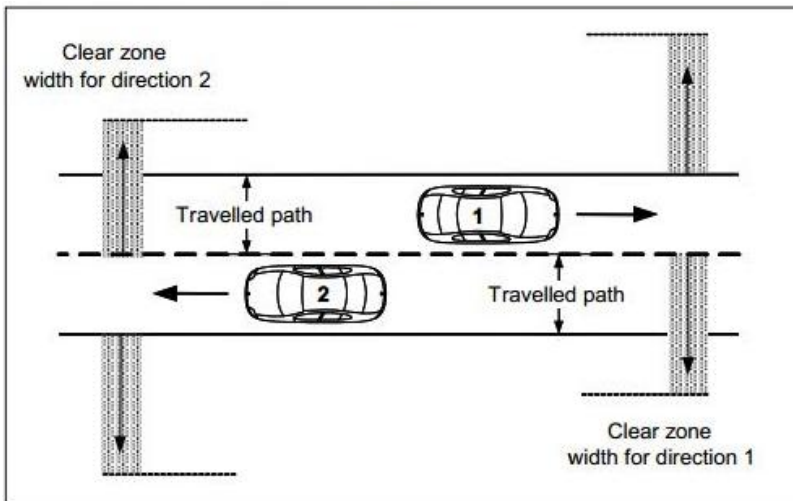 Clear zone
width for direction 2
Travelled path
1
2
Travelled path
Clear zone
width for direction 1